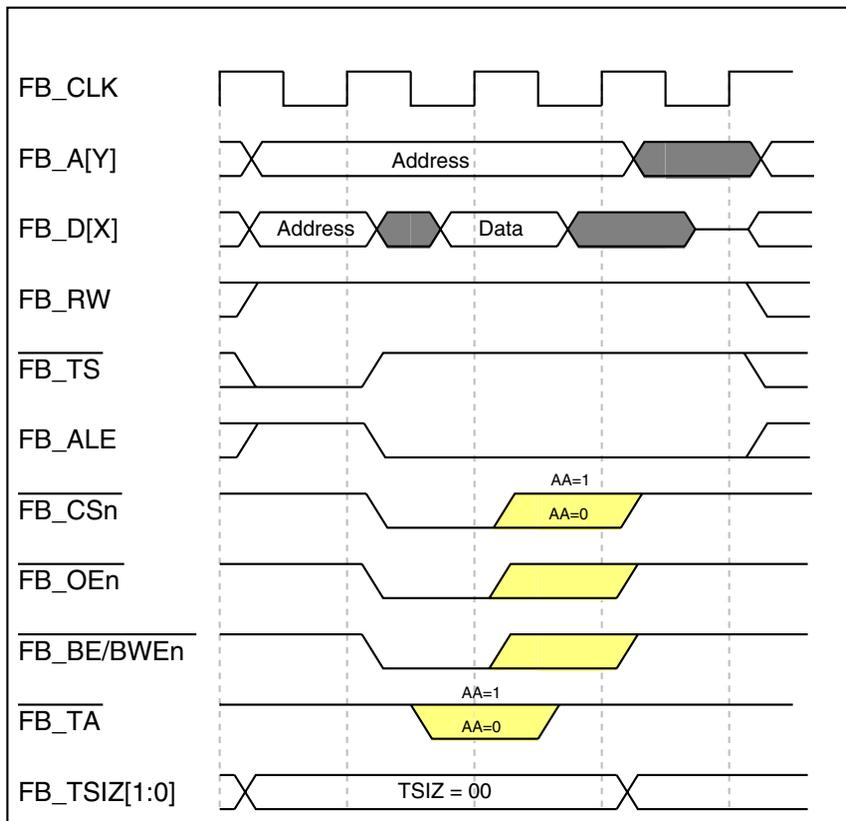 FB_CLK
FB_A[Y]
Address
FB_D[X]
Address
Data
FB_RW
FB_TS
FB_ALE
AA=1
FB_CSn
AA=0
FB_OEn
FB_BE/BWEn
AA=1
FB_TA
AA=0
FB_TSIZ[1:0]
TSIZ = 00